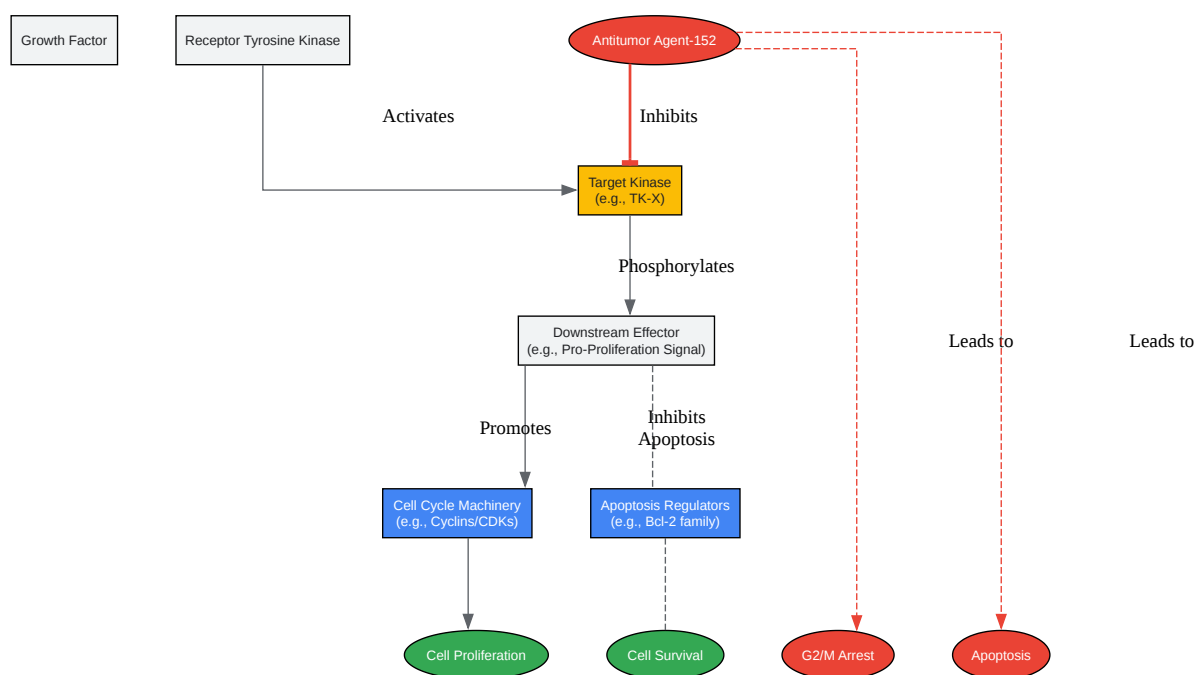 Growth Factor
Receptor Tyrosine Kinase
Antitumor Agent-152
Activates
Inhibits
Target Kinase
(e.g., TK-X)
Phosphorylates
Downstream Effector
(e.g., Pro-Proliferation Signal)
Leads to
Leads to
Promotes
Inhibits
Apoptosis
Cell Cycle Machinery
(e.g., Cyclins/CDKs)
Apoptosis Regulators
(e.g., Bcl-2 family)
Cell Proliferation
Cell Survival
G2/M Arrest
Apoptosis